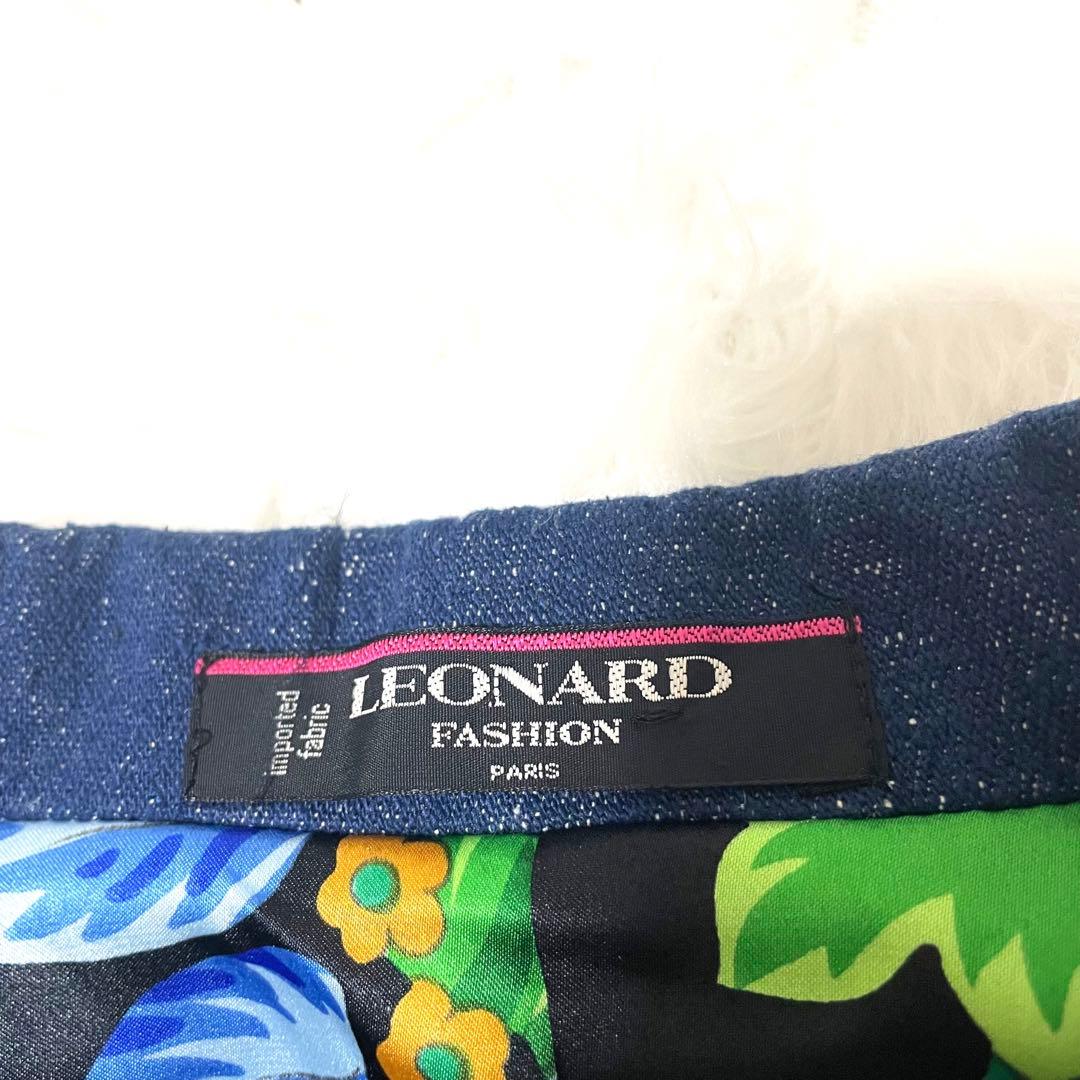 imported
fabric
LEONARD
FASHION
PARIS